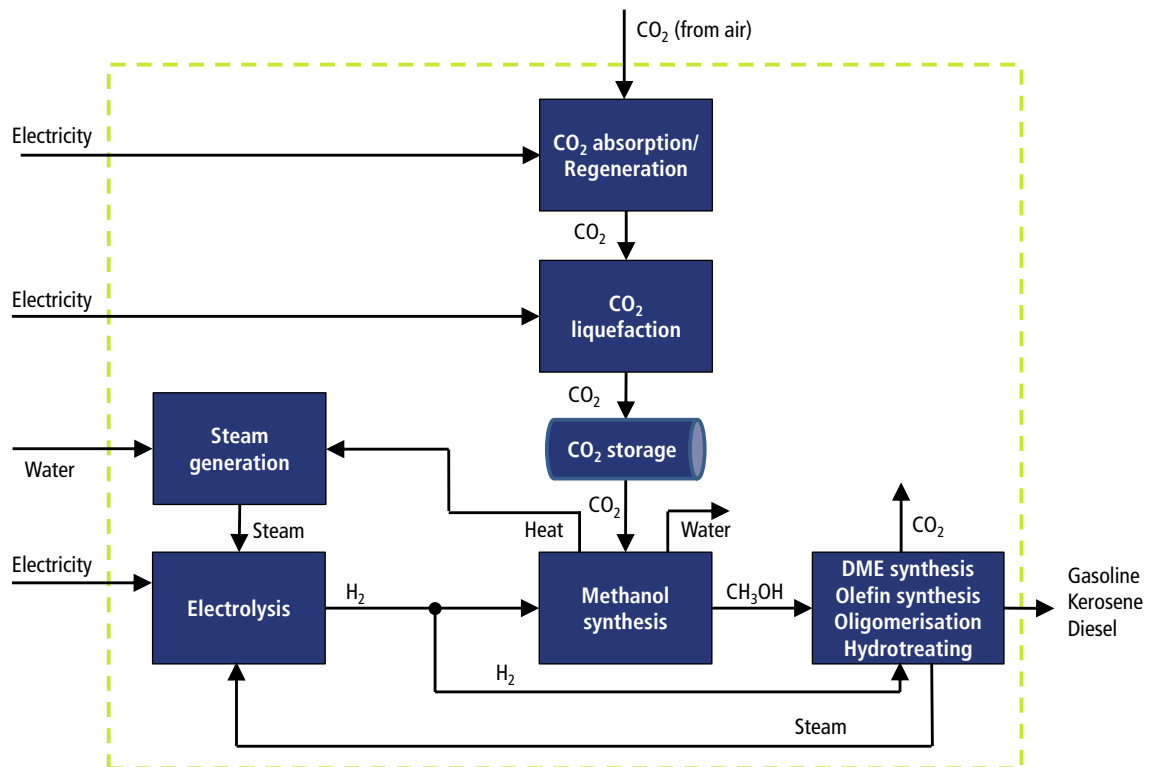 CO₂ (from air)
Electricity
CO₂ absorption/
Regeneration
CO₂
Electricity
CO₂
liquefaction
CO₂
Steam
generation
CO₂ storage
Water
CO₂
Steam
Heat
Water
CO₂
Electricity
Electrolysis
H₂
Methanol
synthesis
CH₃OH
DME synthesis
Olefin synthesis
Oligomerisation
Hydrotreating
Gasoline
Kerosene
Diesel
H₂
Steam